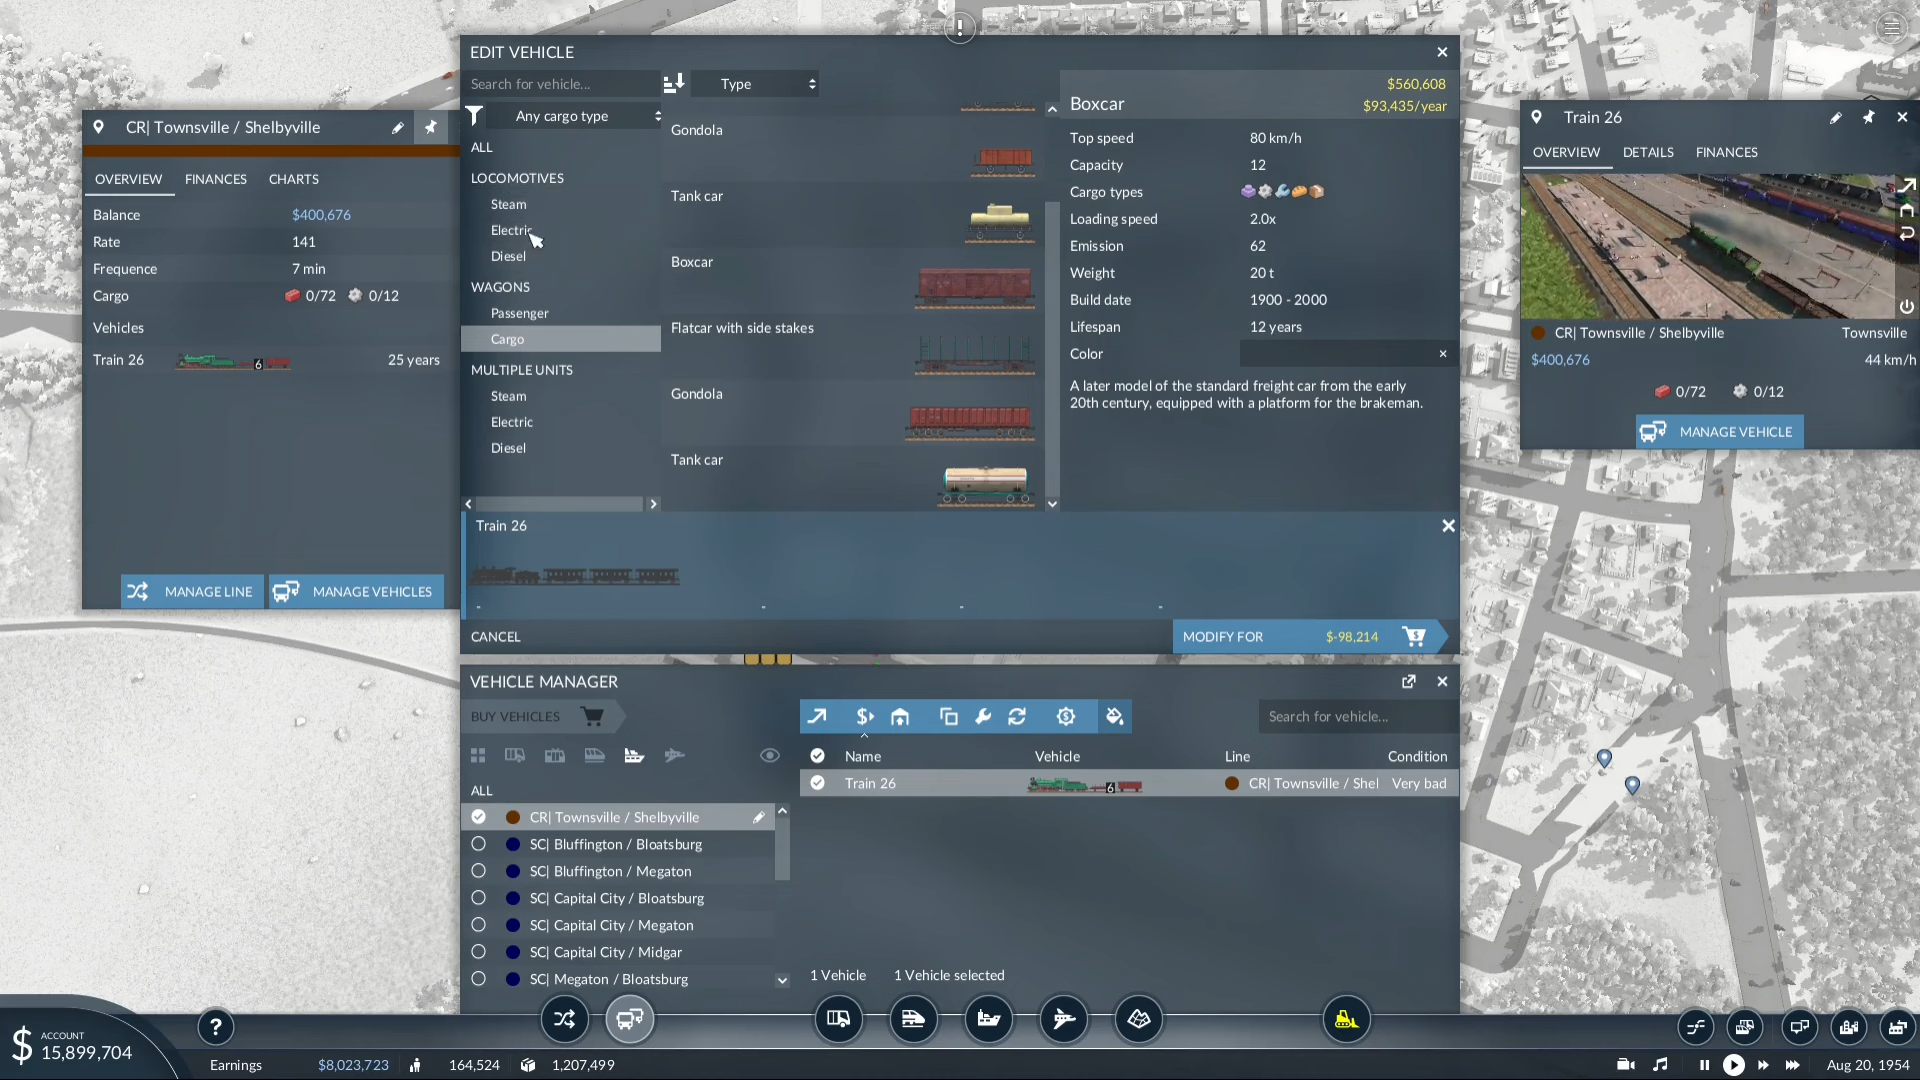 EDIT VEHICLE
Search for vehicle...
Type
Any cargo type
ALL
LOCOMOTIVES
Steam
Electric
Diesel
WAGONS
Passenger
Cargo
MULTIPLE UNITS
Steam
Electric
Diesel
Gondola
Tank car
Boxcar
Flatcar with side stakes
Gondola
Tank car
$560,608
Boxcar
$93,435/year
Top speed 80 km/h
Capacity 12
Cargo types
Loading speed 2.0x
Emission 62
Weight 20 t
Build date 1900 - 2000
Lifespan 12 years
Color
A later model of the standard freight car from the early
20th century, equipped with a platform for the brakeman.
Train 26
- - - -
CANCEL
MODIFY FOR $-98,214
CR| Townsville / Shelbyville
OVERVIEW FINANCES CHARTS
Balance $400,676
Rate 141
Frequence 7 min
Cargo 0/72 0/12
Vehicles
Train 26 6 25 years
MANAGE LINE MANAGE VEHICLES
Train 26
OVERVIEW DETAILS FINANCES
CR| Townsville / Shelbyville Townsville
$400,676 44 km/h
0/72 0/12
MANAGE VEHICLE
VEHICLE MANAGER
BUY VEHICLES
Search for vehicle...
ALL
CR| Townsville / Shelbyville
SC| Bluffington / Bloatsburg
SC| Bluffington / Megaton
SC| Capital City / Bloatsburg
SC| Capital City / Megaton
SC| Capital City / Midgar
SC| Megaton / Bloatsburg
Name Vehicle Line Condition
Train 26 6 CR| Townsville / Shel Very bad
1 Vehicle 1 Vehicle selected
?
$ ACCOUNT
15,899,704
Earnings $8,023,723 164,524 1,207,499
Aug 20, 1954